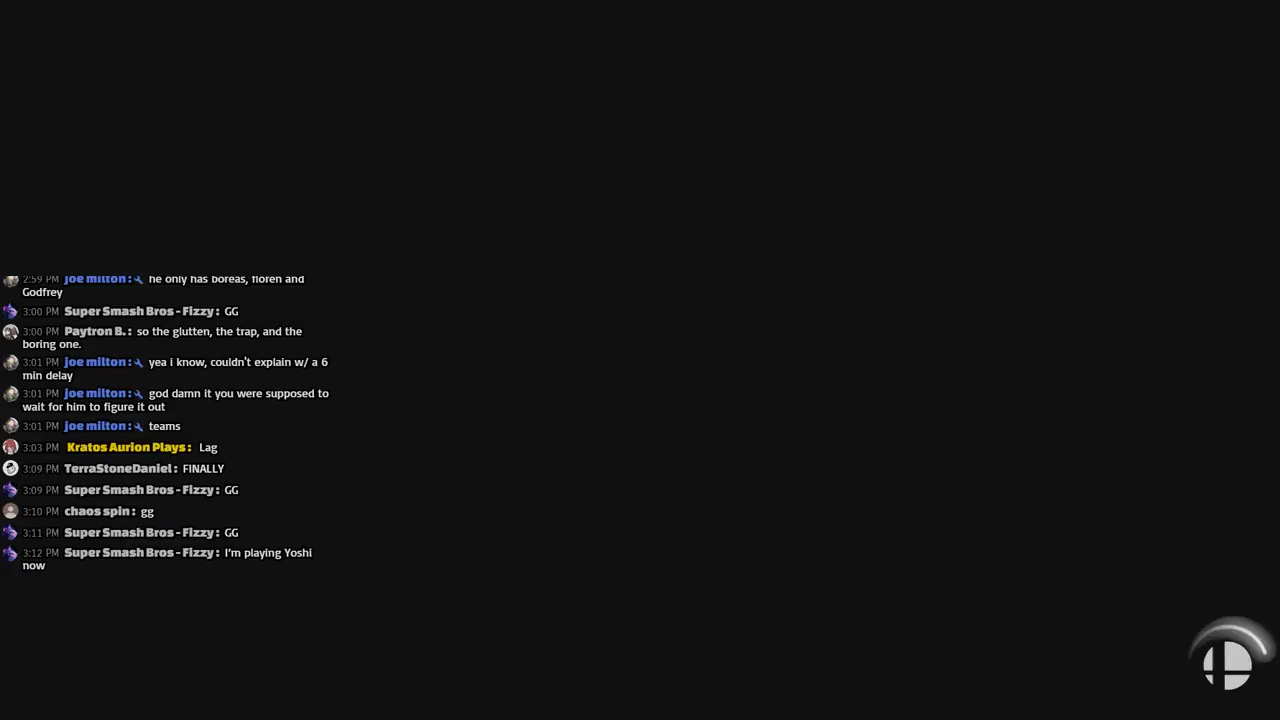 2:59 PM joe milton: he only has boreas, floren and
Godfrey
3:00 PM Super Smash Bros - Fizzy: GG
3:00 PM Paytron B.: so the glutten, the trap, and the
boring one.
3:01 PM joe milton: yea i know, couldn't explain w/ a 6
min delay
3:01 PM joe milton: god damn it you were supposed to
wait for him to figure it out
3:01 PM joe milton: teams
3:03 PM Kratos Aurion Plays: Lag
3:09 PM TerraStoneDaniel: FINALLY
3:09 PM Super Smash Bros - Fizzy: GG
3:10 PM chaos spin: gg
3:11 PM Super Smash Bros - Fizzy: GG
3:12 PM Super Smash Bros - Fizzy: I'm playing Yoshi
now